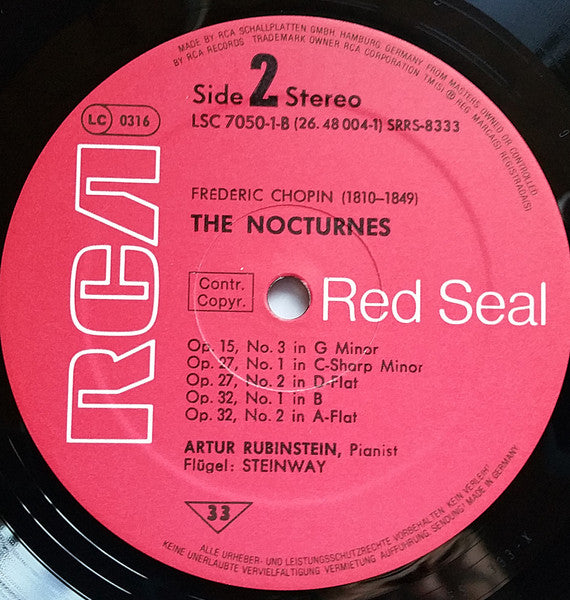 MADE BY RCA SCHALLPLATTEN GMBH HAMBURG, GERMANY FROM MASTERS OWNED OR CONTROLLED
BY RCA RECORDS TRADEMARK OWNER RCA CORPORATION TM(S) ® REG. MARCA(S) REGISTRADA(S)
Side 2 Stereo
LC 0316
LSC 7050-1-B (26.48 004-1) SRRS-8333
RCA
FRÉDÉRIC CHOPIN (1810–1849)
THE NOCTURNES
Contr.
Copyr.
Red Seal
Op. 15, No. 3 in G Minor
Op. 27, No. 1 in C-Sharp Minor
Op. 27, No. 2 in D-Flat
Op. 32, No. 1 in B
Op. 32, No. 2 in A-Flat
ARTUR RUBINSTEIN, Pianist
Flügel: STEINWAY
33
ALLE URHEBER- UND LEISTUNGSSCHUTZRECHTE VORBEHALTEN. KEIN VERLEIH!
KEINE UNERLAUBTE VERVIELFÄLTIGUNG, VERMIETUNG, AUFFÜHRUNG, SENDUNG! MADE IN GERMANY